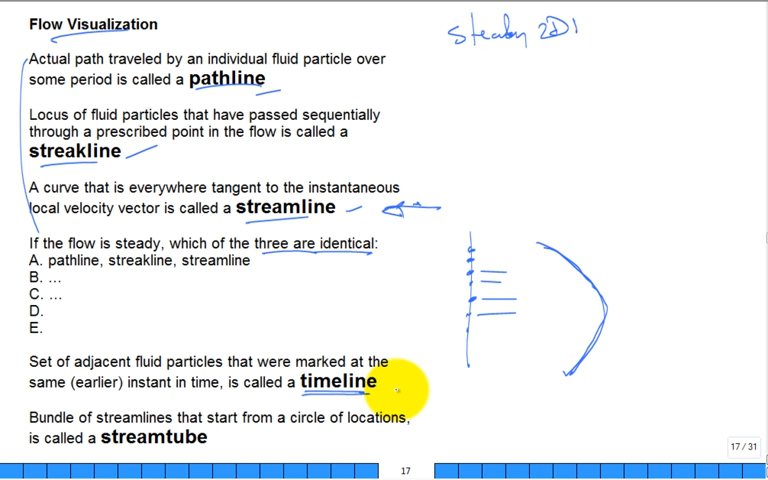 Flow Visualization
Steady 2D
Actual path traveled by an individual fluid particle over
some period is called a pathline
Locus of fluid particles that have passed sequentially
through a prescribed point in the flow is called a
streakline
A curve that is everywhere tangent to the instantaneous
local velocity vector is called a streamline
If the flow is steady, which of the three are identical:
A. pathline, streakline, streamline
B. ...
C. ...
D.
E.
Set of adjacent fluid particles that were marked at the
same (earlier) instant in time, is called a timeline
Bundle of streamlines that start from a circle of locations,
is called a streamtube
17 / 31
17